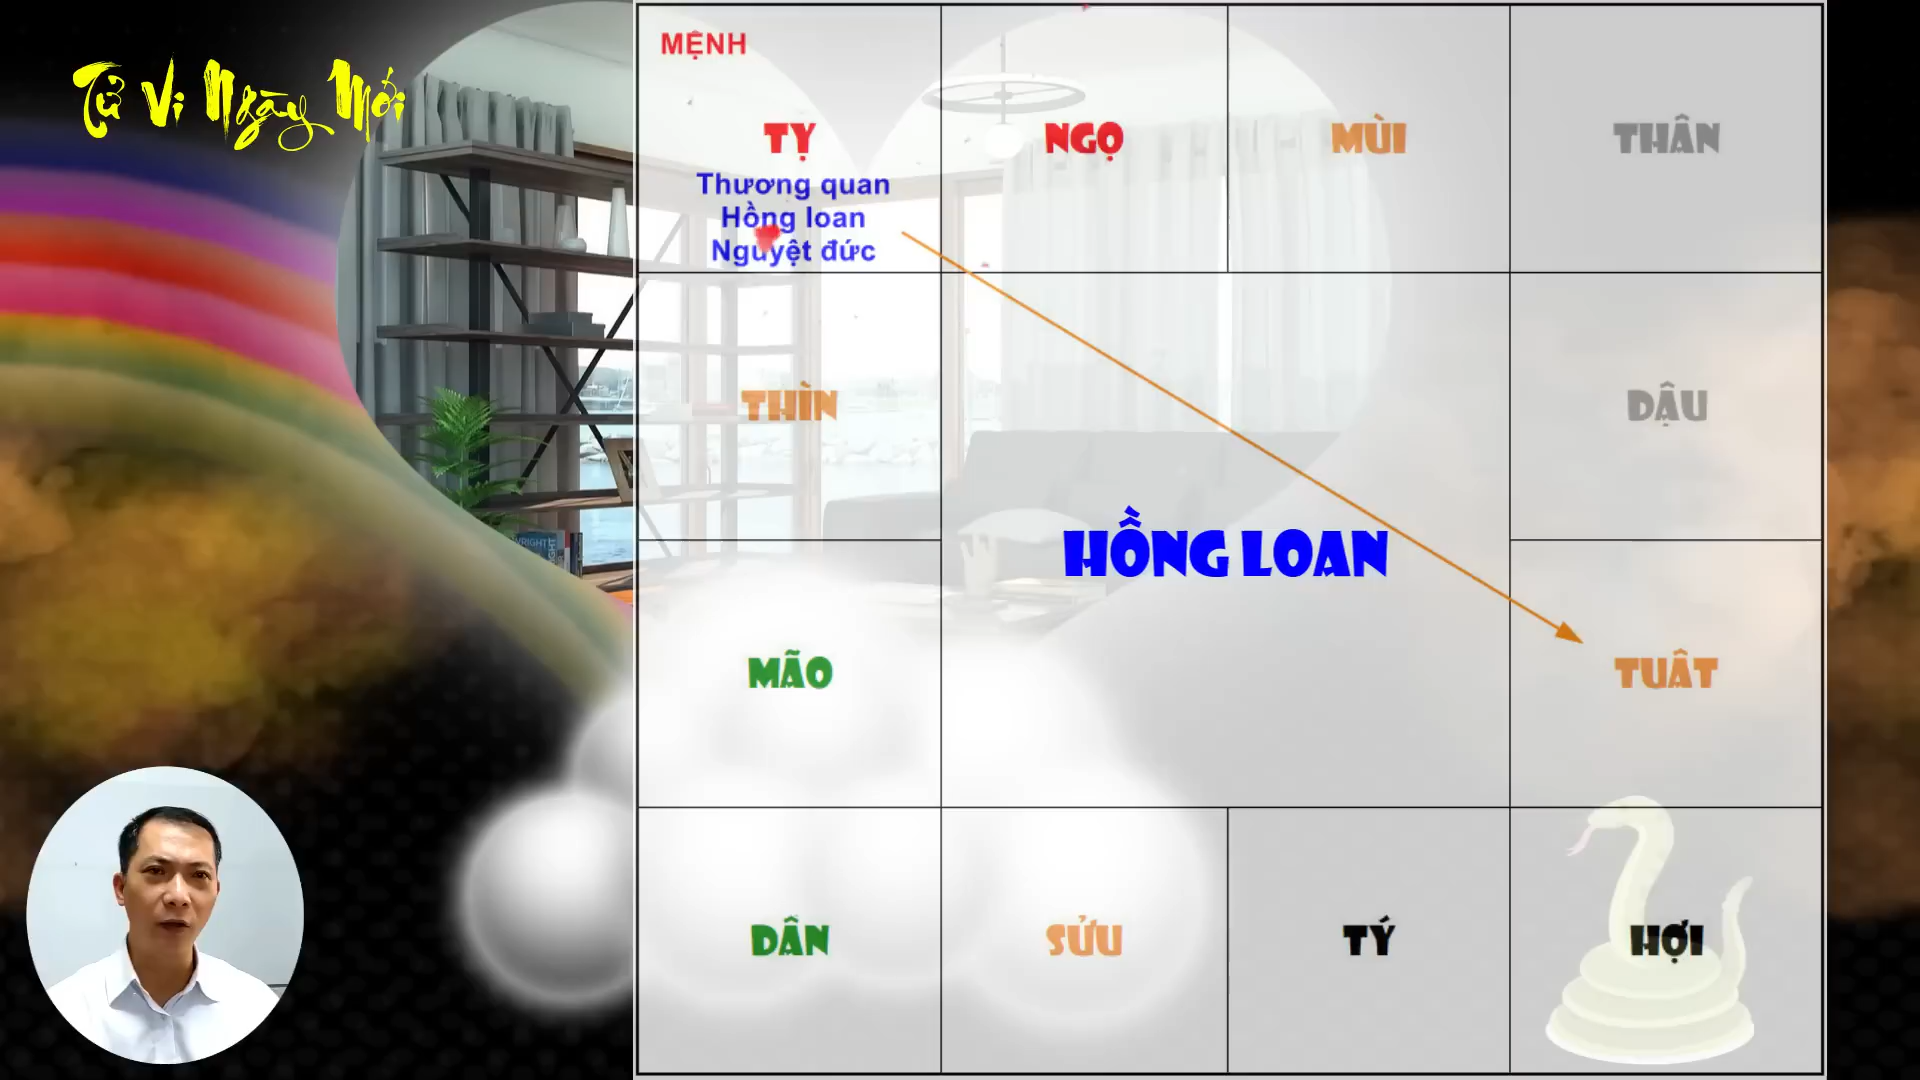 Tử Vi Ngày Mới
MỆNH
TỴ
Thương quan
Hồng loan
Nguyệt đức
NGỌ
MÙI
THÂN
THÌN
DẬU
HỒNG LOAN
MÃO
TUẤT
DẦN
SỬU
TÝ
HỢI